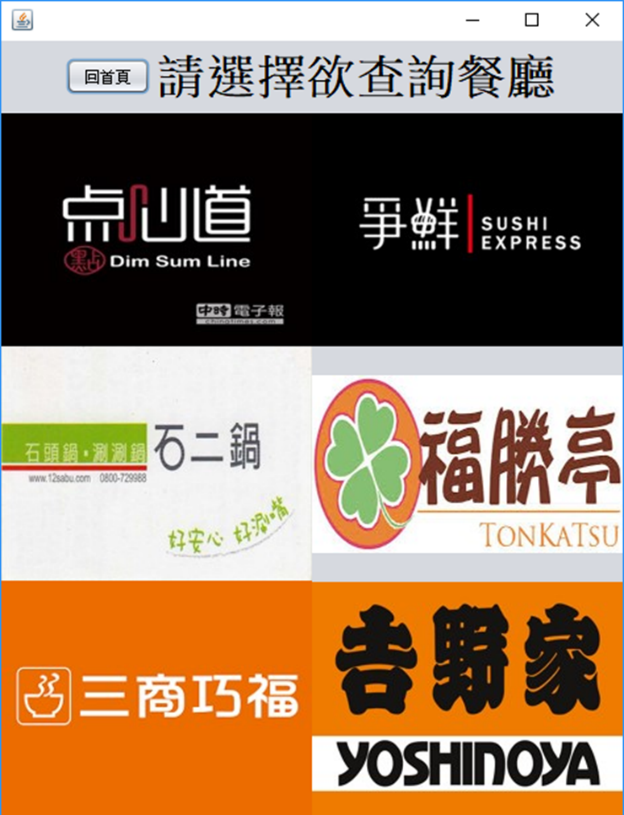 回首頁 請選擇欲查詢餐廳
点心道
點 Dim Sum Line
中時 電子報
chinatimes.com
爭鮮 SUSHI
EXPRESS
石頭鍋·涮涮鍋 石二鍋
www.12sabu.com 0800-729988
好安心 好涮嘴
福勝亭
TONKATSU
三商巧福
吉野家
YOSHINOYA